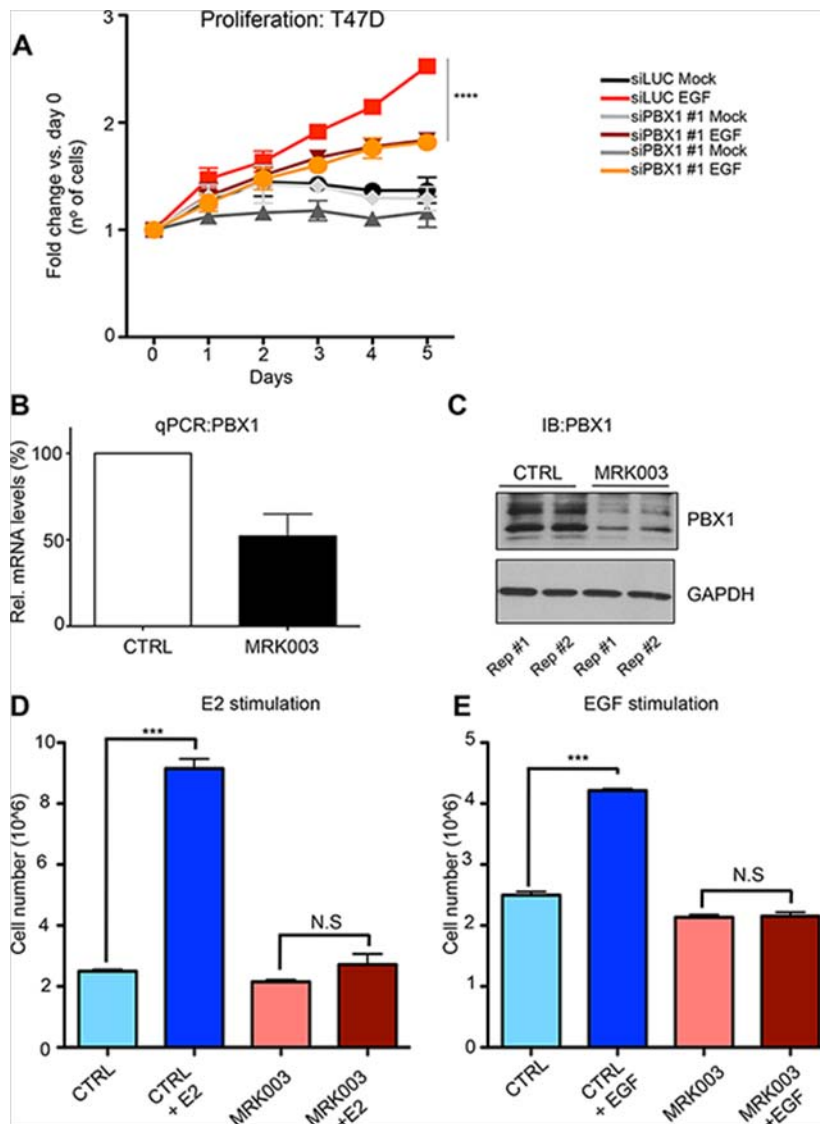 Proliferation: T47D
A
Fold change vs. day 0
(nº of cells)
3
2
1
0
0 1 2 3 4 5
Days
****
siLUC Mock
siLUC EGF
siPBX1 #1 Mock
siPBX1 #1 EGF
siPBX1 #1 Mock
siPBX1 #1 EGF
B
qPCR:PBX1
Rel. mRNA levels (%)
100
50
0
CTRL MRK003
C
IB:PBX1
CTRL MRK003
PBX1
GAPDH
Rep #1 Rep #2 Rep #1 Rep #2
D
E2 stimulation
Cell number (10^6)
10
8
6
4
2
0
***
N.S
CTRL
CTRL
+ E2
MRK003
MRK003
+E2
E
EGF stimulation
Cell number (10^6)
5
4
3
2
1
0
***
N.S
CTRL
CTRL
+ EGF
MRK003
MRK003
+EGF